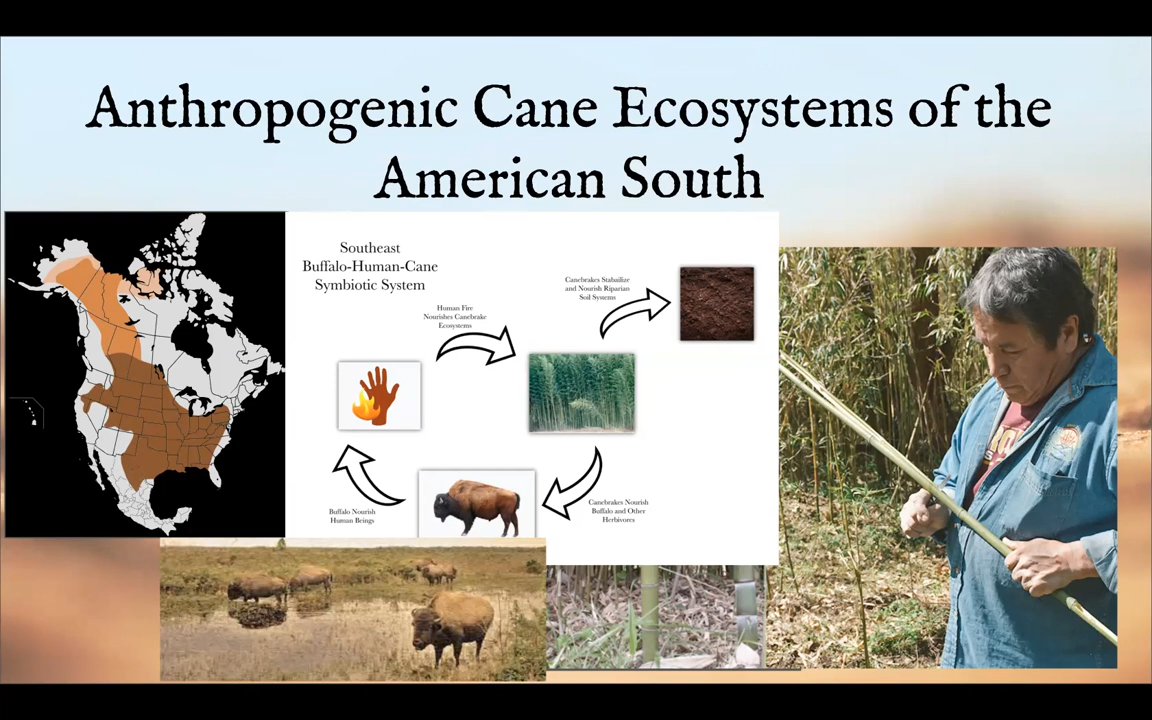 Anthropogenic Cane Ecosystems of the
American South
Southeast
Buffalo-Human-Cane
Symbiotic System
Human Fire
Nourishes Canebrake
Ecosystems
Canebrakes Stabailize
and Nourish Riparian
Soil Systems
Buffalo Nourish
Human Beings
Canebrakes Nourish
Buffalo and Other
Herbivores